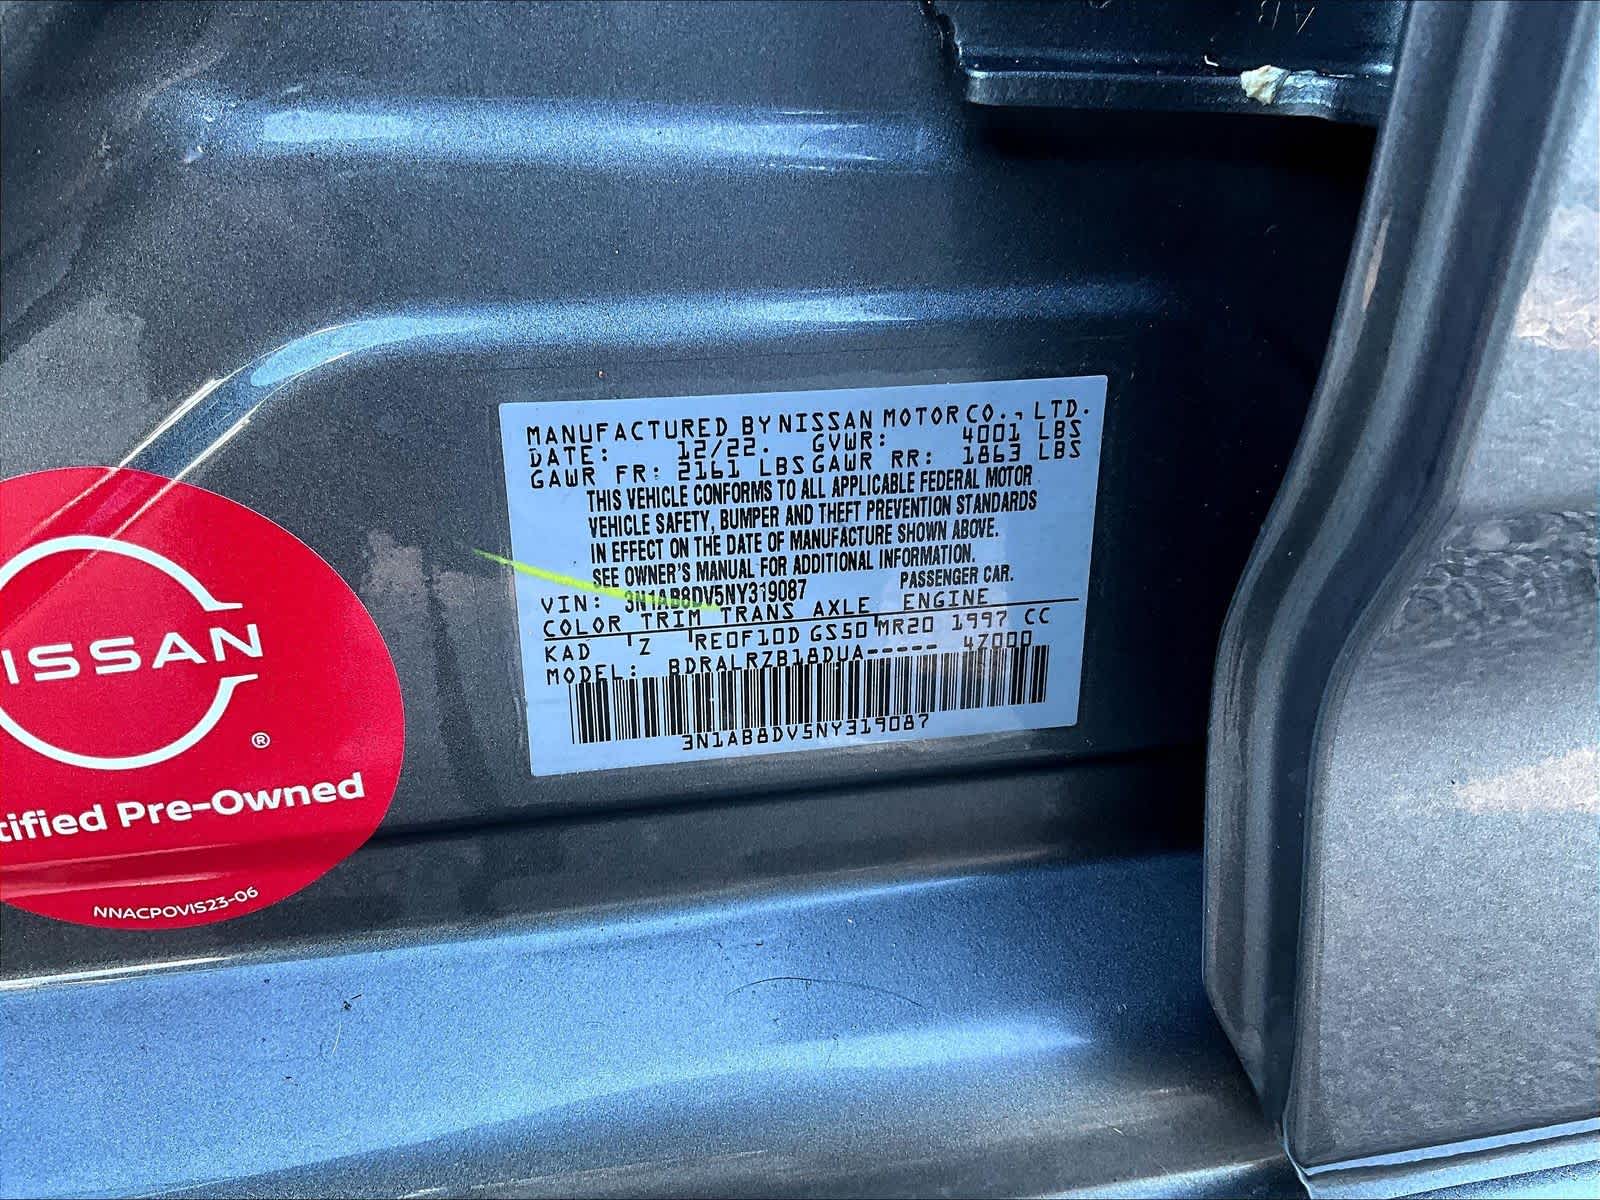 MANUFACTURED BY NISSAN MOTOR CO., LTD.
DATE: 12/22. GVWR: 4001 LBS
GAWR FR: 2161 LBS GAWR RR: 1863 LBS
THIS VEHICLE CONFORMS TO ALL APPLICABLE FEDERAL MOTOR
VEHICLE SAFETY, BUMPER AND THEFT PREVENTION STANDARDS
IN EFFECT ON THE DATE OF MANUFACTURE SHOWN ABOVE.
SEE OWNER'S MANUAL FOR ADDITIONAL INFORMATION.
VIN: 3N1AB8DV5NY319087 PASSENGER CAR.
COLOR TRIM TRANS AXLE ENGINE
KAD Z RE0F10D GS50 MR20 1997 CC
MODEL: BDRALRZB18DUA----- 47000
3N1AB8DV5NY319087
ISSAN
®
tified Pre-Owned
NNACPOVIS23-06